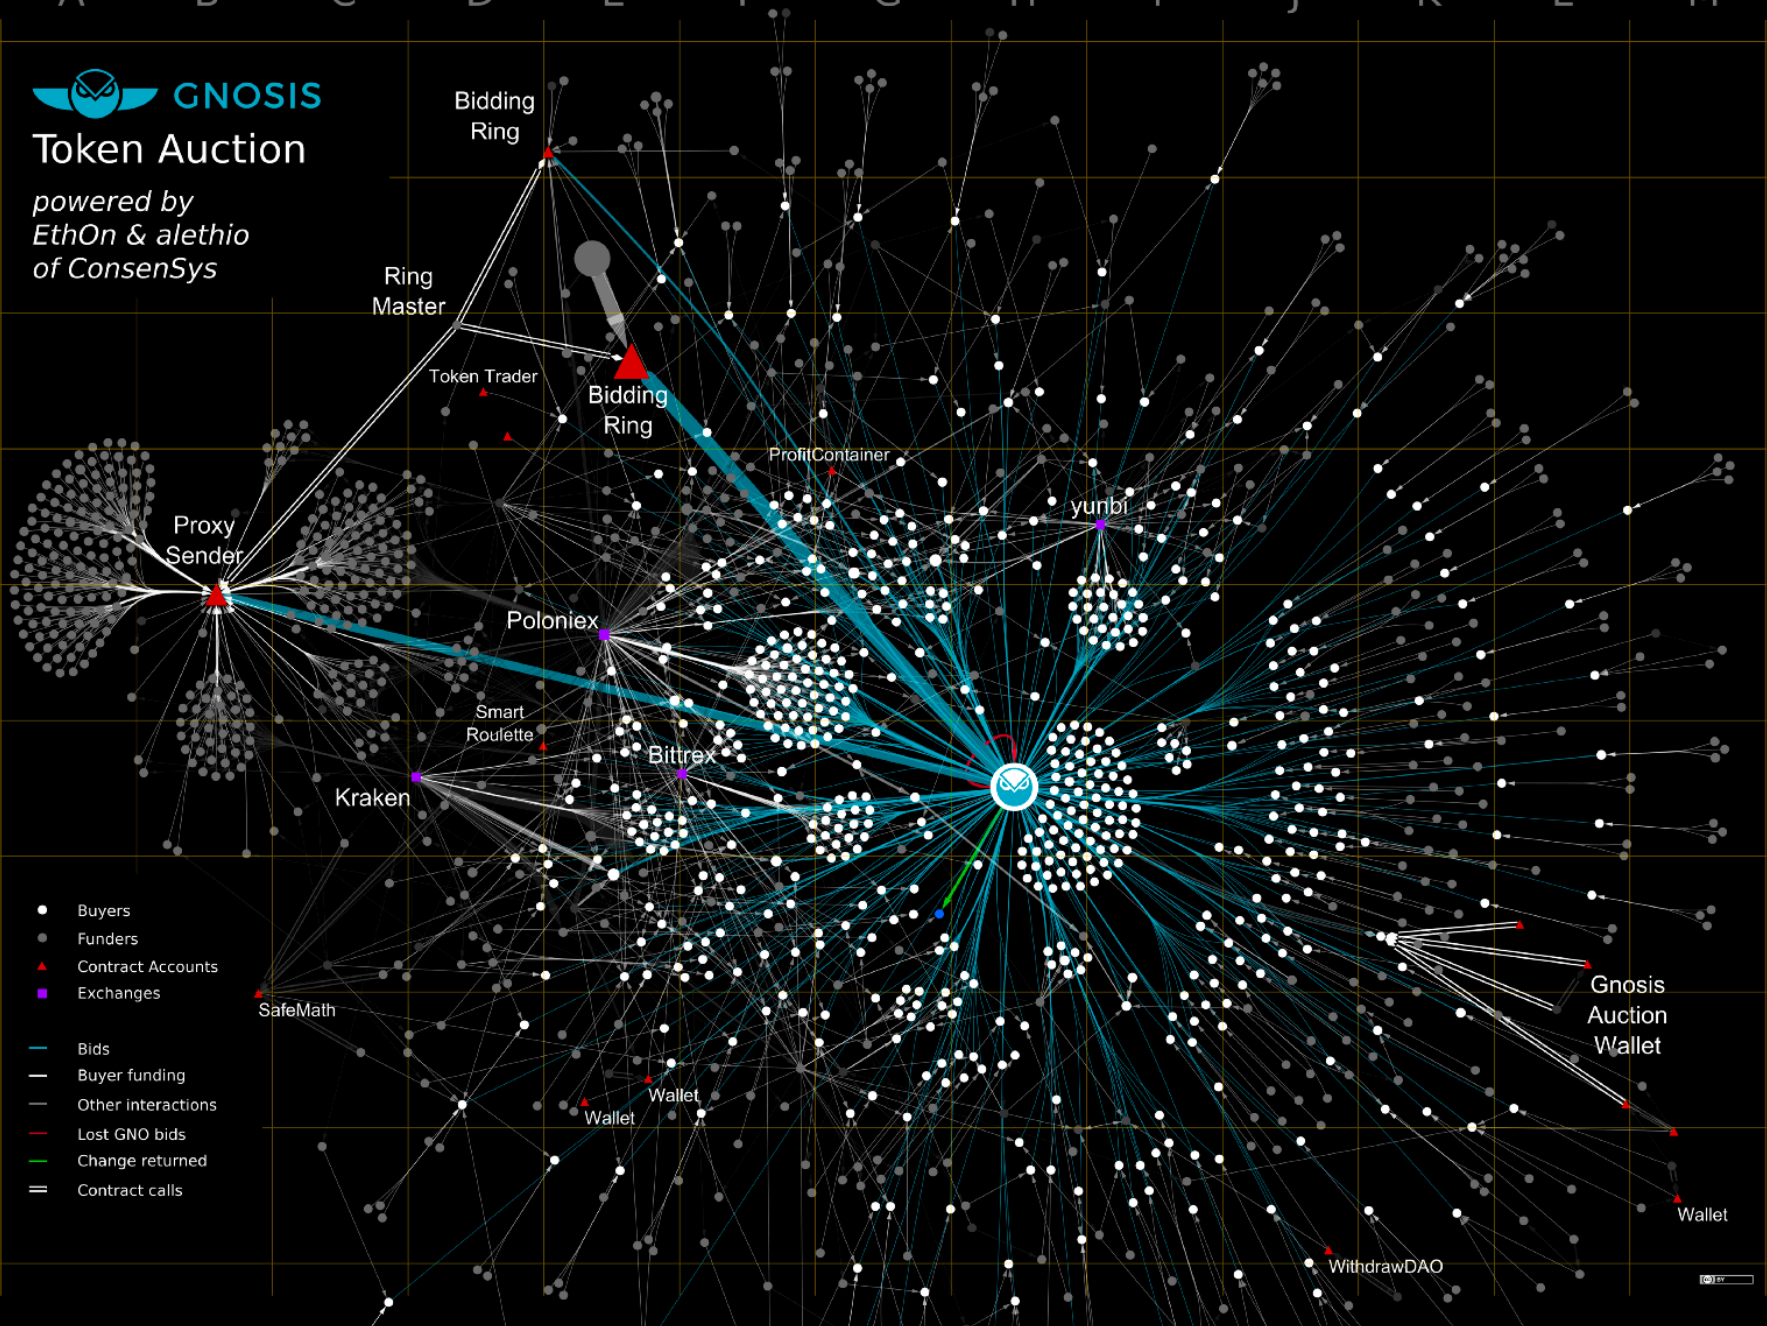 A B C D E F G H I J K L M
GNOSIS
Token Auction
powered by
EthOn & alethio
of ConsenSys
Bidding
Ring
Ring
Master
Token Trader
Bidding
Ring
ProfitContainer
yunbi
Proxy
Sender
Poloniex
Smart
Roulette
Bittrex
Kraken
Buyers
Funders
Contract Accounts
Exchanges
SafeMath
Gnosis
Auction
Wallet
Bids
Buyer funding
Other interactions
Lost GNO bids
Change returned
Contract calls
Wallet
Wallet
Wallet
WithdrawDAO
CC BY